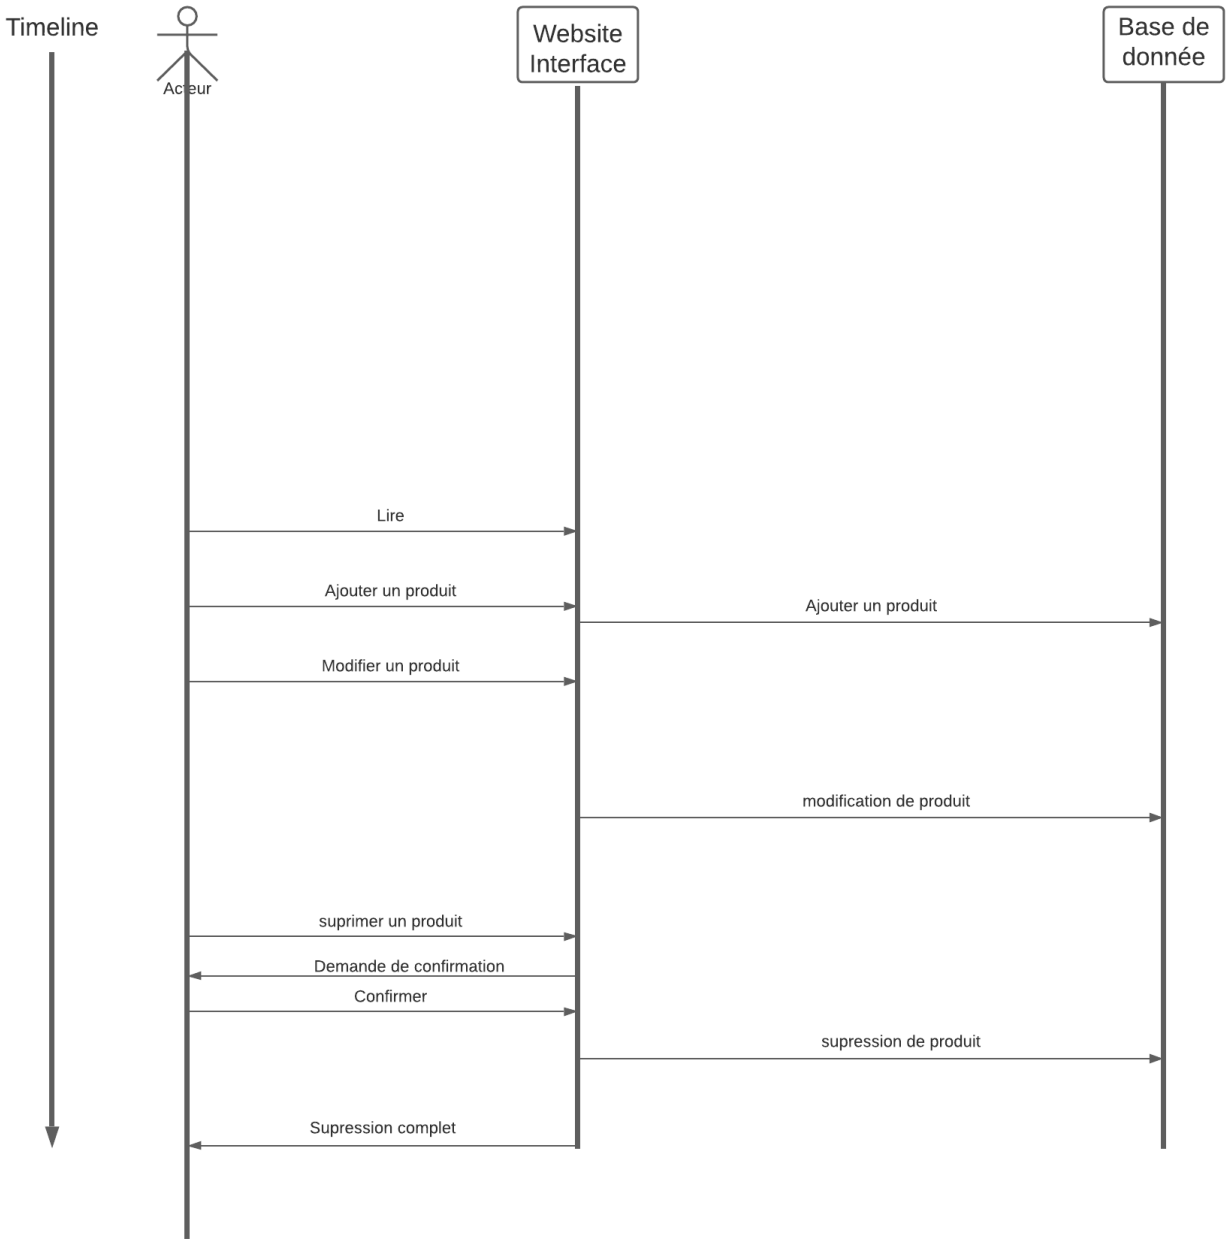 Timeline
Acteur
Website
Interface
Base de
donnée
Lire
Ajouter un produit
Ajouter un produit
Modifier un produit
modification de produit
suprimer un produit
Demande de confirmation
Confirmer
supression de produit
Supression complet